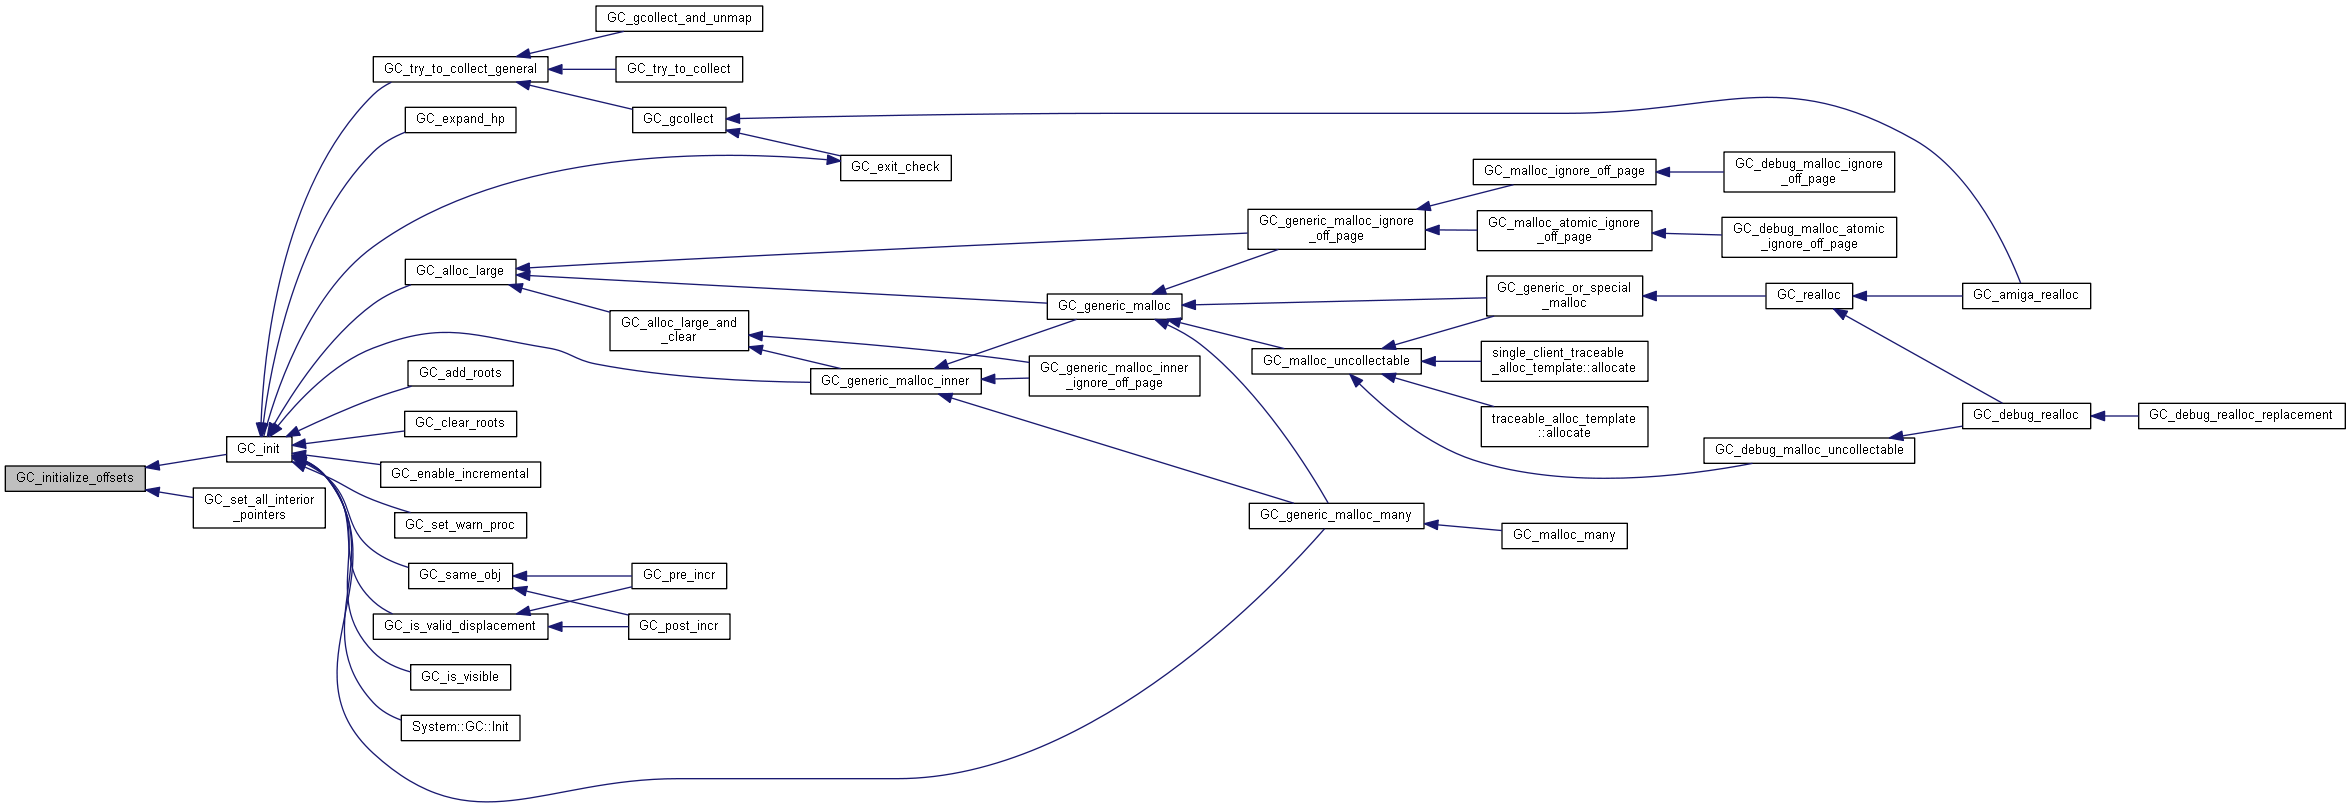 GC_gcollect_and_unmap
GC_try_to_collect_general
GC_try_to_collect
GC_expand_hp
GC_gcollect
GC_exit_check
GC_malloc_ignore_off_page
GC_debug_malloc_ignore
_off_page
GC_generic_malloc_ignore
_off_page
GC_malloc_atomic_ignore
_off_page
GC_debug_malloc_atomic
_ignore_off_page
GC_alloc_large
GC_generic_malloc
GC_generic_or_special
_malloc
GC_realloc
GC_amiga_realloc
GC_alloc_large_and
_clear
GC_malloc_uncollectable
single_client_traceable
_alloc_template::allocate
GC_add_roots
GC_generic_malloc_inner
GC_generic_malloc_inner
_ignore_off_page
traceable_alloc_template
::allocate
GC_debug_realloc
GC_debug_realloc_replacement
GC_clear_roots
GC_init
GC_debug_malloc_uncollectable
GC_initialize_offsets
GC_enable_incremental
GC_set_all_interior
_pointers
GC_set_warn_proc
GC_generic_malloc_many
GC_malloc_many
GC_same_obj
GC_pre_incr
GC_is_valid_displacement
GC_post_incr
GC_is_visible
System::GC::Init